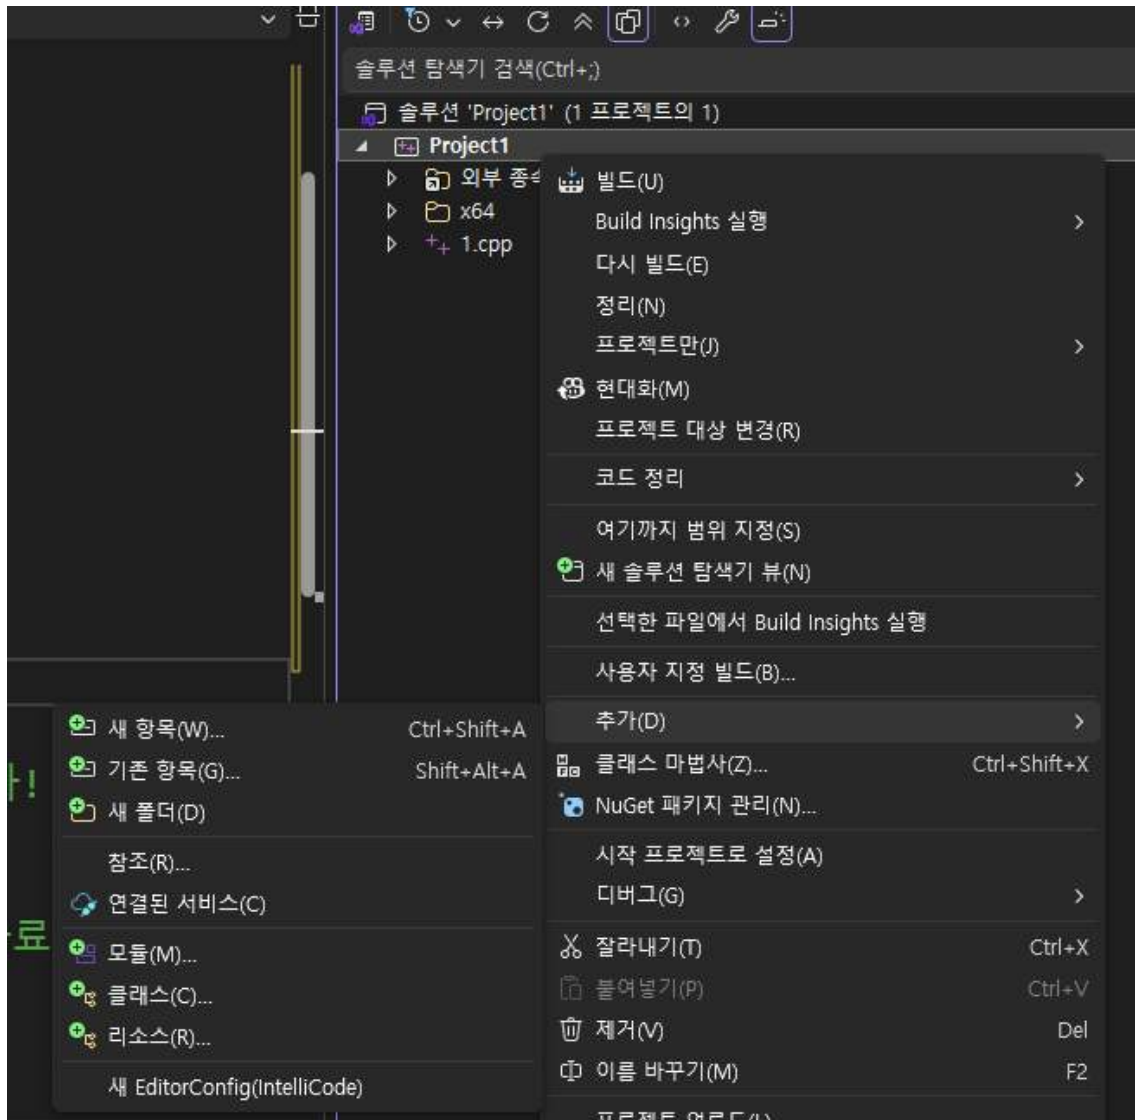 솔루션 탐색기 검색(Ctrl+;)
솔루션 'Project1' (1 프로젝트의 1)
Project1
외부
x64
1.cpp
빌드(U)
Build Insights 실행
다시 빌드(E)
정리(N)
프로젝트만(J)
현대화(M)
프로젝트 대상 변경(R)
코드 정리
여기까지 범위 지정(S)
새 솔루션 탐색기 뷰(N)
선택한 파일에서 Build Insights 실행
사용자 지정 빌드(B)...
추가(D)
클래스 마법사(Z)... Ctrl+Shift+X
NuGet 패키지 관리(N)...
시작 프로젝트로 설정(A)
디버그(G)
잘라내기(T) Ctrl+X
붙여넣기(P) Ctrl+V
제거(V) Del
이름 바꾸기(M) F2
새 항목(W)... Ctrl+Shift+A
기존 항목(G)... Shift+Alt+A
새 폴더(D)
참조(R)...
연결된 서비스(C)
모듈(M)...
클래스(C)...
리소스(R)...
새 EditorConfig(IntelliCode)
!
료